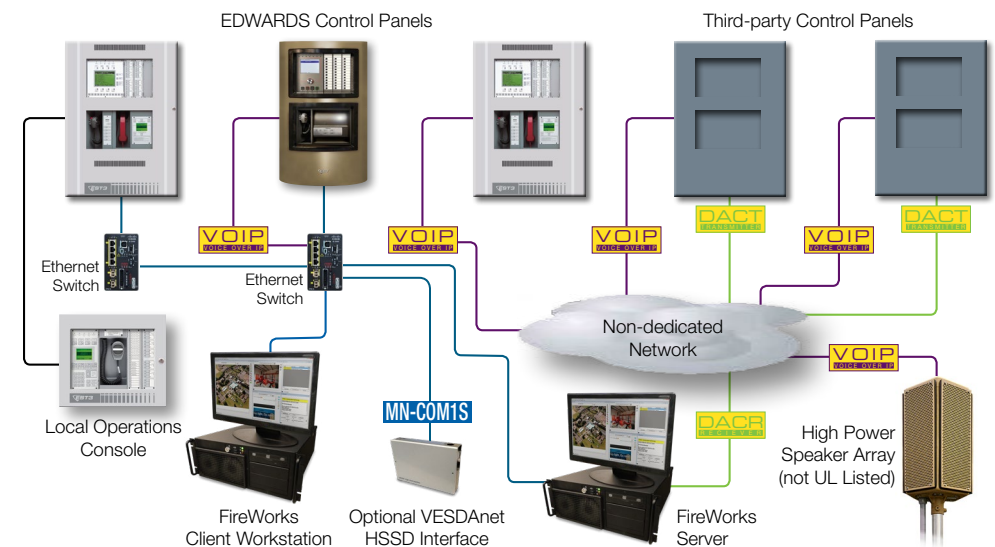 EDWARDS Control Panels
Third-party Control Panels
VOIP
VOICE OVER IP
VOIP
VOICE OVER IP
VOIP
VOICE OVER IP
DACT
TRANSMITTER
VOIP
VOICE OVER IP
DACT
TRANSMITTER
Ethernet
Switch
Ethernet
Switch
Non-dedicated
Network
VOIP
VOICE OVER IP
MN-COM1S
DACR
RECIEVER
Local Operations
Console
High Power
Speaker Array
(not UL Listed)
FireWorks
Client Workstation
Optional VESDAnet
HSSD Interface
FireWorks
Server